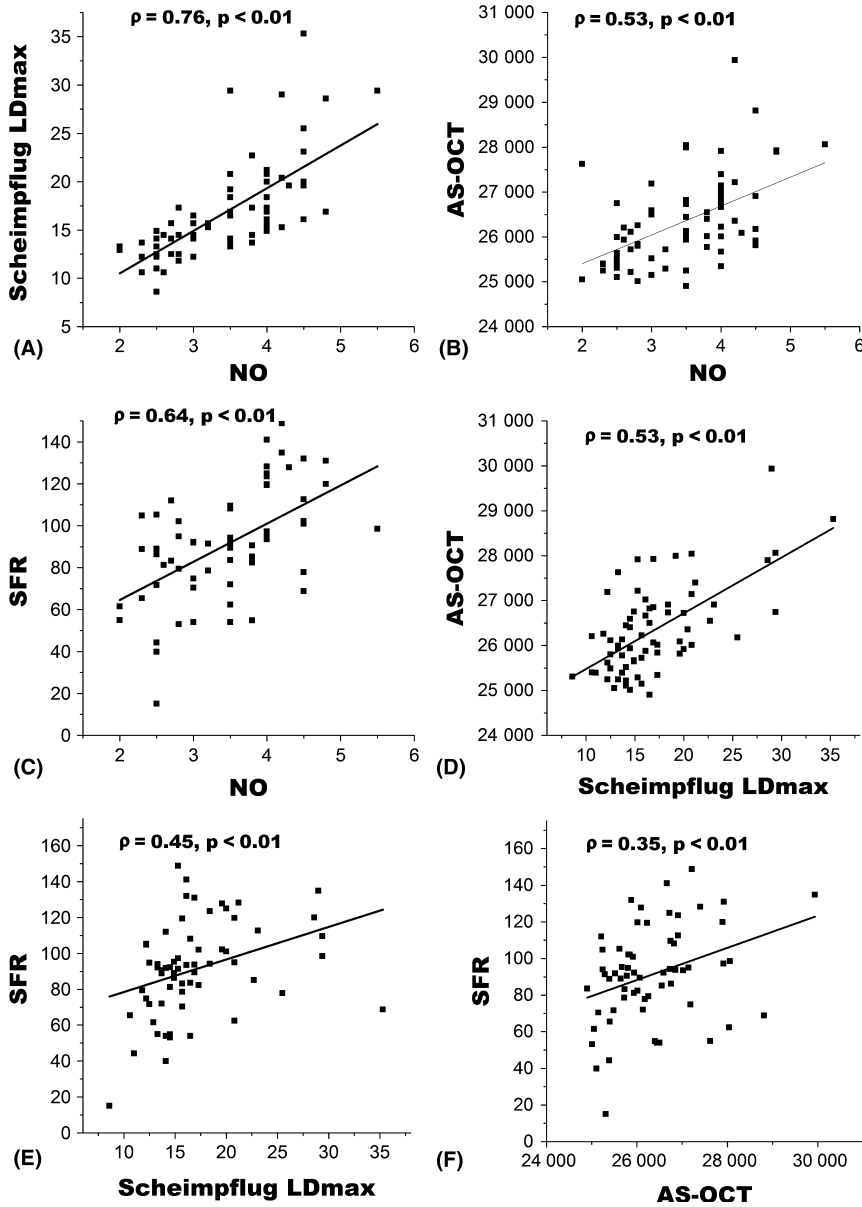 ρ = 0.76, p < 0.01
Scheimpflug LDmax
35
30
25
20
15
10
5
2 3 4 5 6
(A)
NO
ρ = 0.53, p < 0.01
AS-OCT
31 000
30 000
29 000
28 000
27 000
26 000
25 000
24 000
2 3 4 5 6
(B)
NO
ρ = 0.64, p < 0.01
SFR
140
120
100
80
60
40
20
0
2 3 4 5 6
(C)
NO
ρ = 0.53, p < 0.01
AS-OCT
31 000
30 000
29 000
28 000
27 000
26 000
25 000
24 000
10 15 20 25 30 35
(D)
Scheimpflug LDmax
ρ = 0.45, p < 0.01
SFR
160
140
120
100
80
60
40
20
0
10 15 20 25 30 35
(E)
Scheimpflug LDmax
ρ = 0.35, p < 0.01
SFR
160
140
120
100
80
60
40
20
0
24 000 26 000 28 000 30 000
(F)
AS-OCT